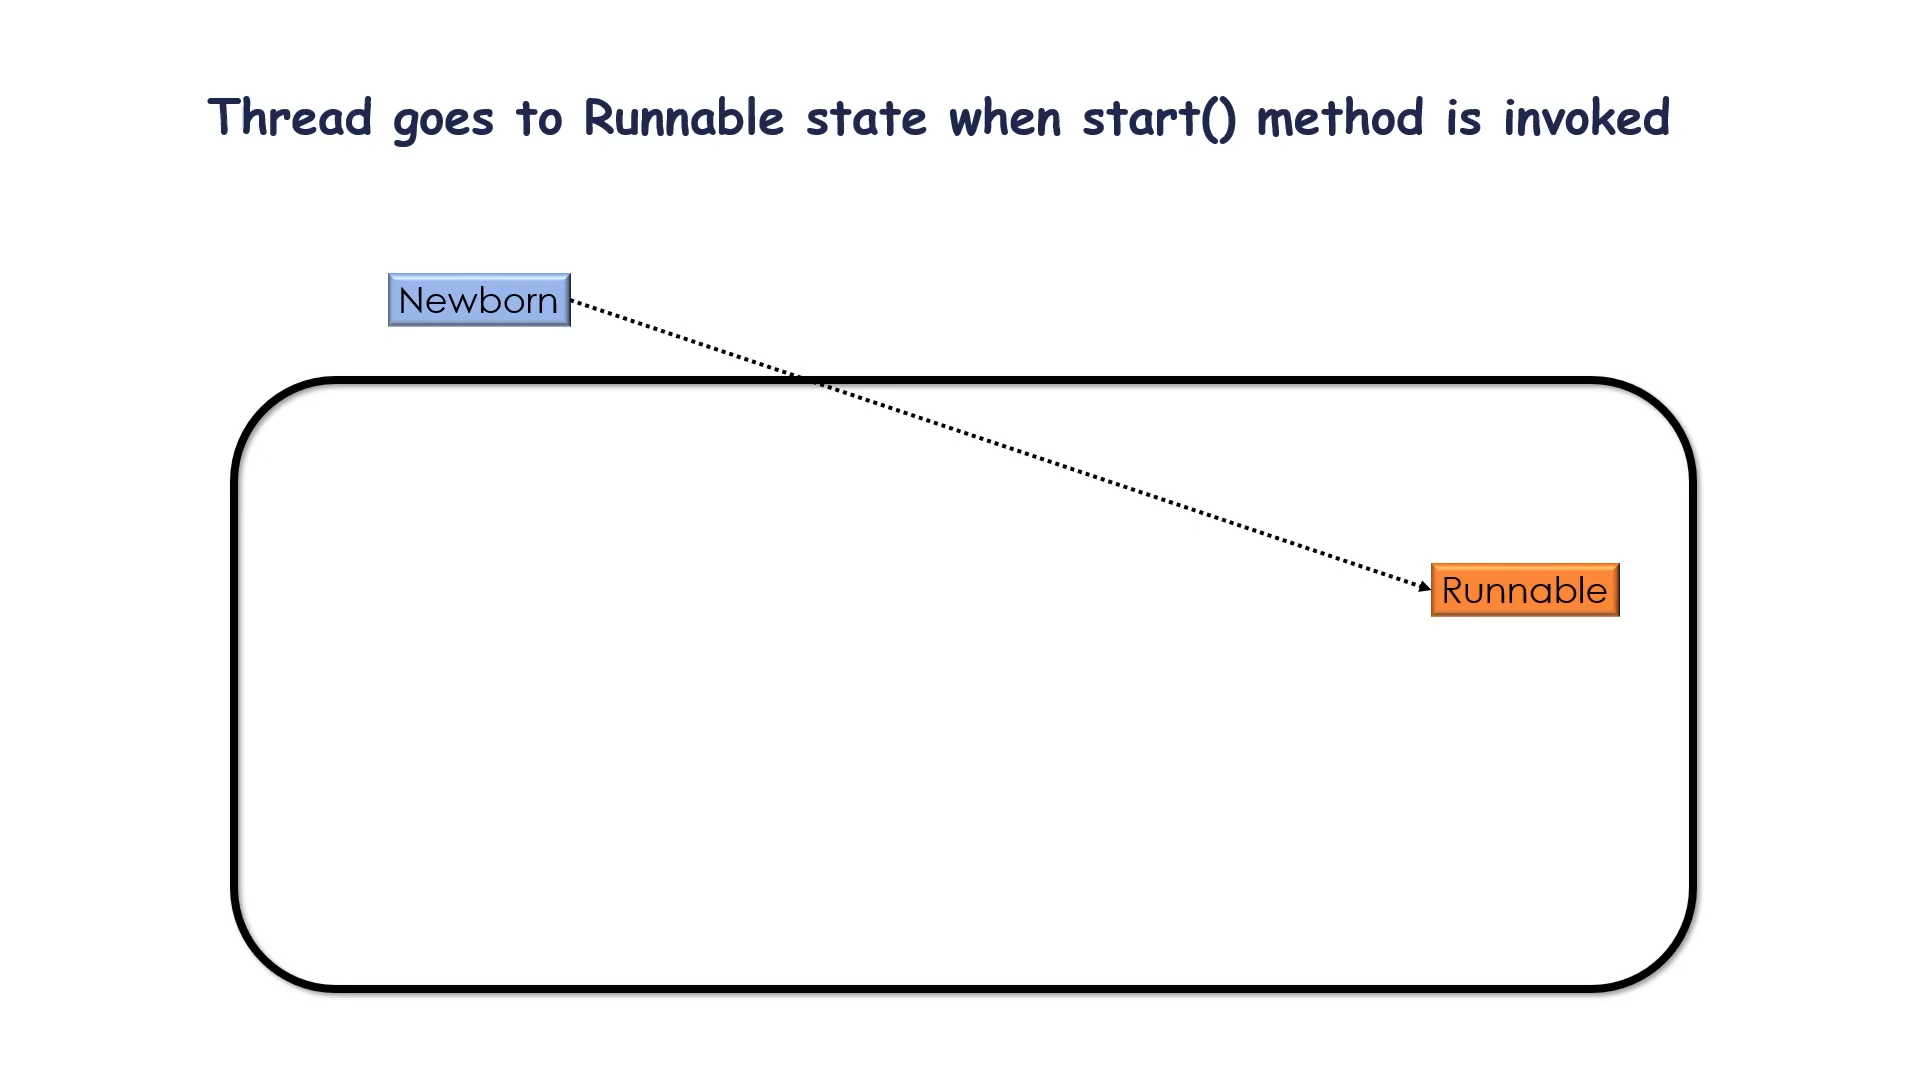 Thread goes to Runnable state when start() method is invoked
Newborn
Runnable